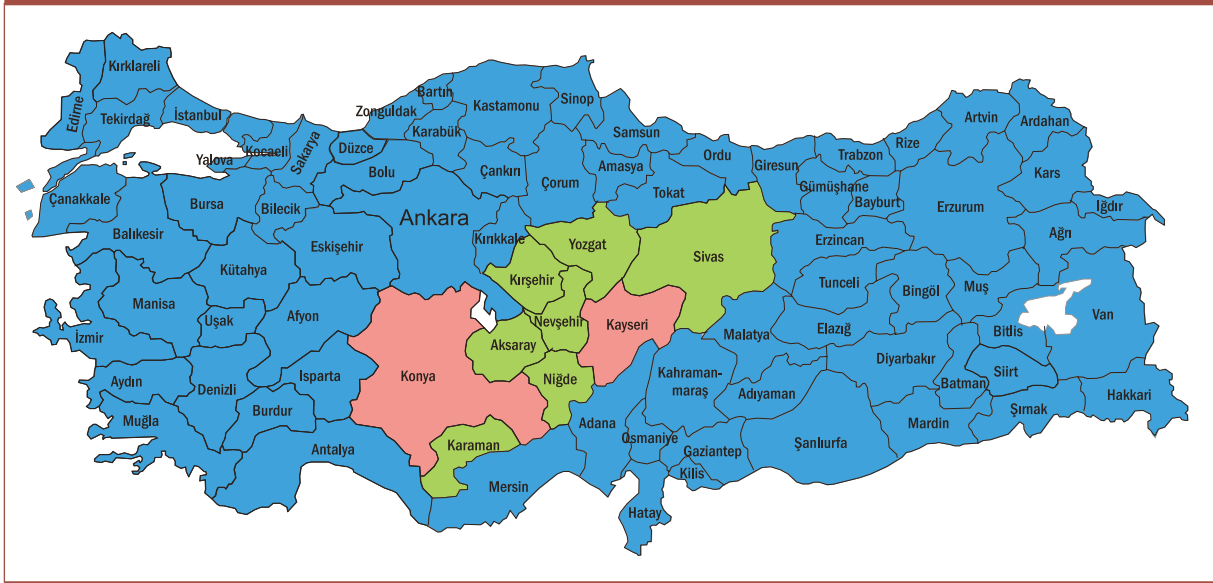 Kırklareli
Edirne
Tekirdağ
İstanbul
Yalova
Kocaeli
Sakarya
Düzce
Zonguldak
Bartın
Karabük
Kastamonu
Sinop
Samsun
Bolu
Çankırı
Çorum
Amasya
Tokat
Ordu
Giresun
Trabzon
Rize
Artvin
Ardahan
Kars
Gümüşhane
Bayburt
Erzurum
Iğdır
Ağrı
Çanakkale
Balıkesir
Bursa
Bilecik
Eskişehir
Ankara
Kırıkkale
Yozgat
Sivas
Erzincan
Kütahya
Kırşehir
Manisa
Uşak
Afyon
Nevşehir
Kayseri
Tunceli
Bingöl
Muş
Van
İzmir
Aksaray
Malatya
Elazığ
Bitlis
Aydın
Denizli
Isparta
Konya
Niğde
Kahraman-
maraş
Diyarbakır
Batman
Siirt
Hakkari
Muğla
Burdur
Adıyaman
Şırnak
Antalya
Karaman
Adana
Osmaniye
Gaziantep
Şanlıurfa
Mardin
Mersin
Kilis
Hatay